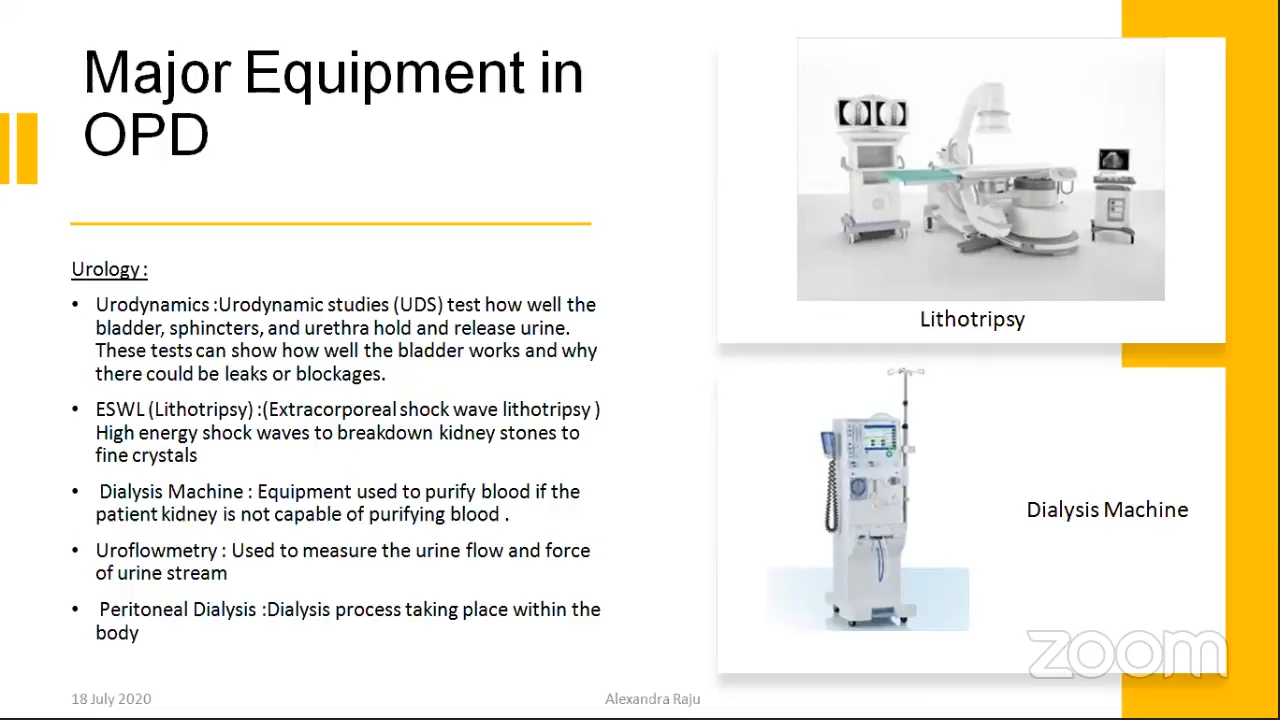 Major Equipment in
OPD
Urology :
• Urodynamics :Urodynamic studies (UDS) test how well the
bladder, sphincters, and urethra hold and release urine.
These tests can show how well the bladder works and why
there could be leaks or blockages.
• ESWL (Lithotripsy) :(Extracorporeal shock wave lithotripsy )
High energy shock waves to breakdown kidney stones to
fine crystals
• Dialysis Machine : Equipment used to purify blood if the
patient kidney is not capable of purifying blood .
• Uroflowmetry : Used to measure the urine flow and force
of urine stream
• Peritoneal Dialysis :Dialysis process taking place within the
body
Lithotripsy
Dialysis Machine
zoom
18 July 2020
Alexandra Raju